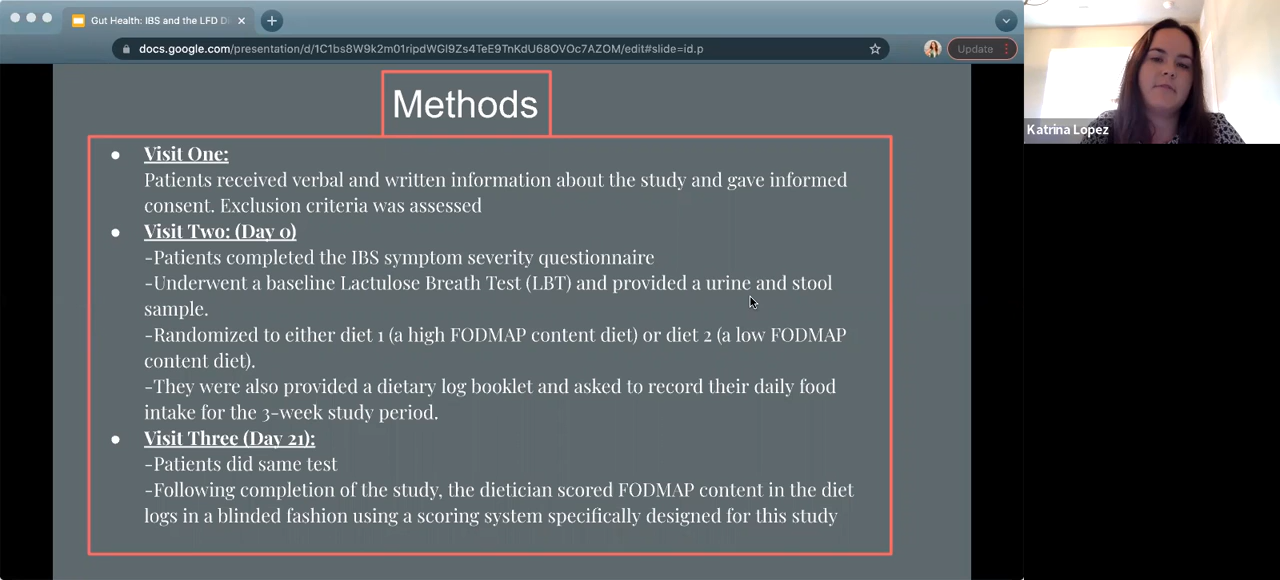 Gut Health: IBS and the LFD Di
docs.google.com/presentation/d/1C1bs8W9k2m01ripdWGI9Zs4TeE9TnKdU68OVOc7AZOM/edit#slide=id.p
Update
Katrina Lopez
Methods
Visit One:
Patients received verbal and written information about the study and gave informed
consent. Exclusion criteria was assessed
Visit Two: (Day 0)
-Patients completed the IBS symptom severity questionnaire
-Underwent a baseline Lactulose Breath Test (LBT) and provided a urine and stool
sample.
-Randomized to either diet 1 (a high FODMAP content diet) or diet 2 (a low FODMAP
content diet).
-They were also provided a dietary log booklet and asked to record their daily food
intake for the 3-week study period.
Visit Three (Day 21):
-Patients did same test
-Following completion of the study, the dietician scored FODMAP content in the diet
logs in a blinded fashion using a scoring system specifically designed for this study